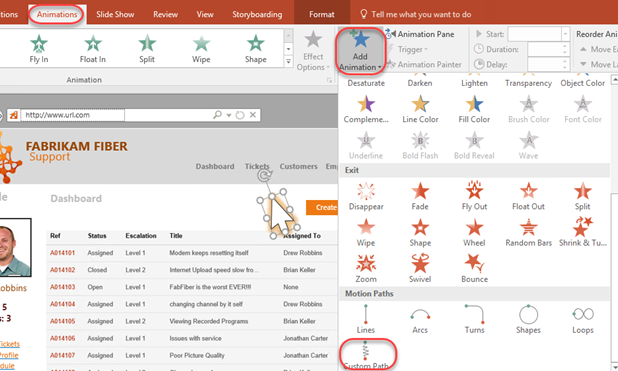 tions Animations Slide Show Review View Storyboarding Format Tell me what you want to do
Fly In Float In Split Wipe Shape
Effect Options
Add Animation
Animation Pane
Trigger
Animation Painter
Start:
Duration:
Delay:
Reorder Anim
Move Ea
Move La
Animation
Desaturate Darken Lighten Transparency Object Color
Compleme... Line Color Fill Color Brush Color Font Color
Underline Bold Flash Bold Reveal Wave
Exit
Disappear Fade Fly Out Float Out Split
Wipe Shape Wheel Random Bars Shrink & Tu...
Zoom Swivel Bounce
Motion Paths
Lines Arcs Turns Shapes Loops
Custom Path
http://www.url.com
FABRIKAM FIBER
Support
Dashboard Tickets Customers Em
le
Dashboard
Create
Ref Status Escalation Title Assigned To
A014101 Assigned Level 1 Modem keeps resetting itself Drew Robbins
A014102 Closed Level 2 Internet Upload speed slow fro... Brian Keller
A014103 Open Level 1 FabFiber is the worst EVER!!! None
A014104 Assigned Level 1 changing channel by it self Drew Robbins
A014105 Assigned Level 2 Viewing Recorded Programs Brian Keller
A014106 Assigned Level 1 Issues with service Jonathan Carter
A014107 Assigned Level 1 Poor Picture Quality Jonathan Carter
obbins
5
s: 3
ickets
rofile
dule